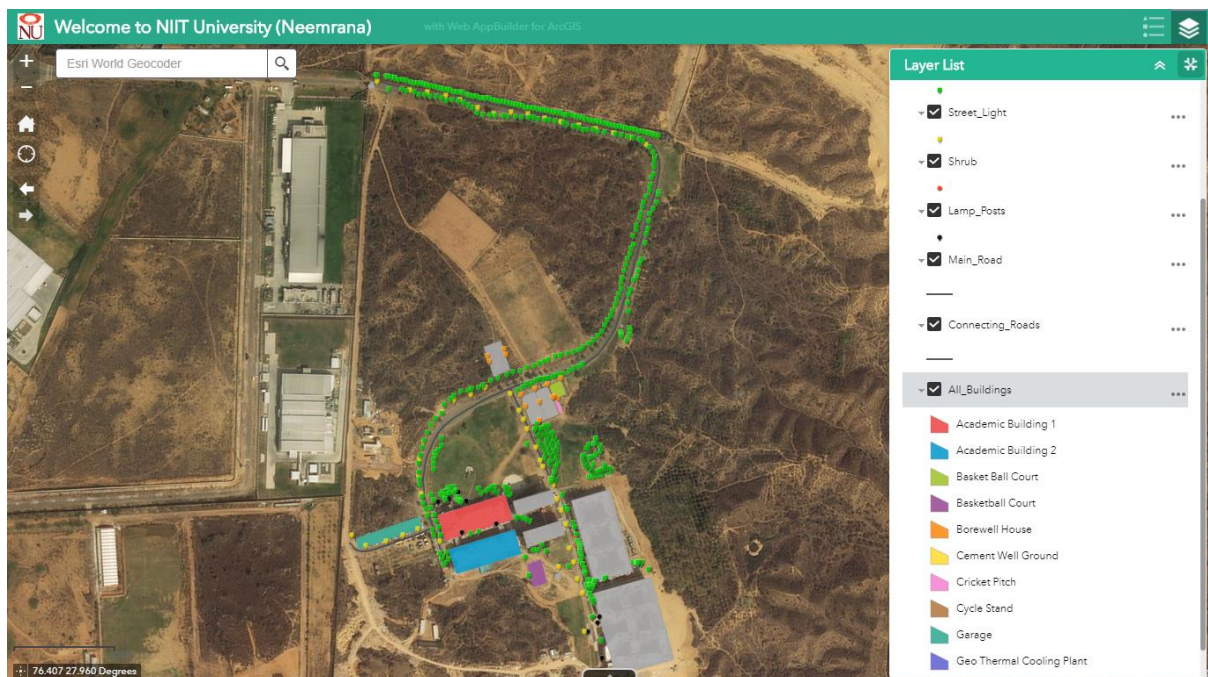 NU
Welcome to NIIT University (Neemrana)
with Web AppBuilder for ArcGIS
Esri World Geocoder
Layer List
Street_Light
Shrub
Lamp_Posts
Main_Road
Connecting_Roads
All_Buildings
Academic Building 1
Academic Building 2
Basket Ball Court
Basketball Court
Borewell House
Cement Well Ground
Cricket Pitch
Cycle Stand
Garage
Geo Thermal Cooling Plant
76.407 27.960 Degrees